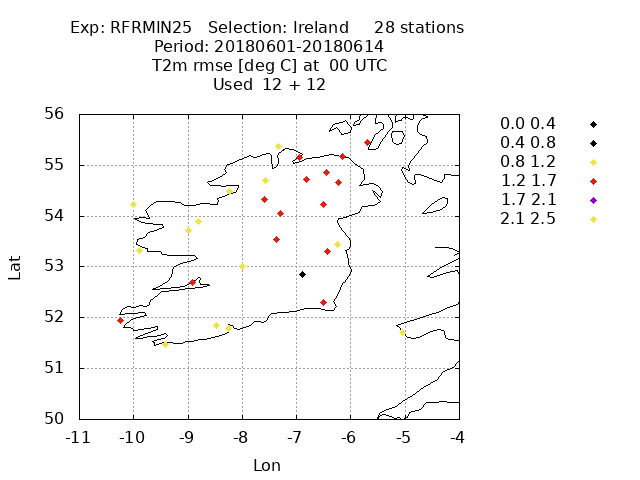 Exp: RFRMIN25   Selection: Ireland     28 stations
Period: 20180601-20180614
T2m rmse [deg C] at  00 UTC
Used  12 + 12
56
55
54
53
52
51
50
-11 -10 -9 -8 -7 -6 -5 -4
Lat
Lon
0.0 0.4
0.4 0.8
0.8 1.2
1.2 1.7
1.7 2.1
2.1 2.5